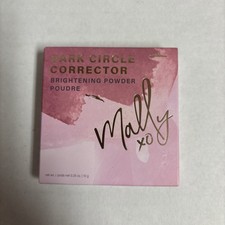 DARK CIRCLE
CORRECTOR
BRIGHTENING POWDER
POUDRE
Mally
xo